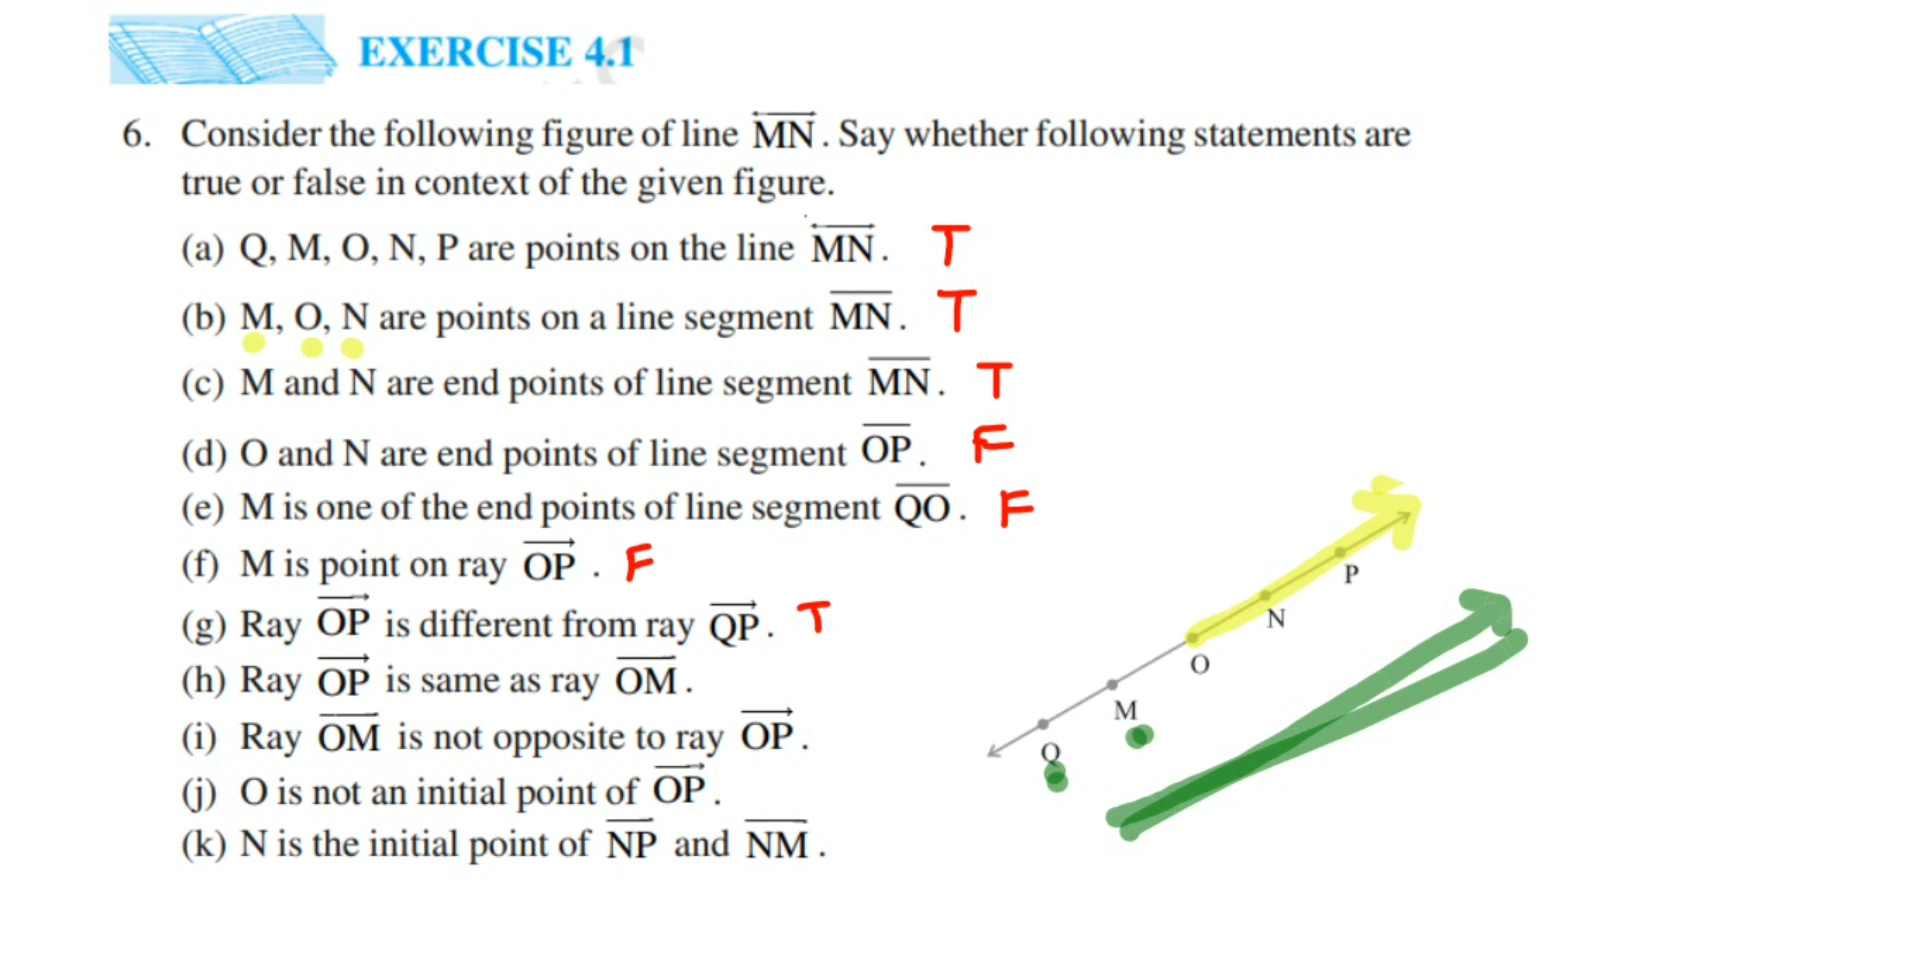 EXERCISE 4.1
6. Consider the following figure of line MN. Say whether following statements are
true or false in context of the given figure.
(a) Q, M, O, N, P are points on the line MN. T
(b) M, O, N are points on a line segment MN. T
(c) M and N are end points of line segment MN. T
(d) O and N are end points of line segment OP. F
(e) M is one of the end points of line segment QO. F
(f) M is point on ray OP. F
(g) Ray OP is different from ray QP. T
(h) Ray OP is same as ray OM.
(i) Ray OM is not opposite to ray OP.
(j) O is not an initial point of OP.
(k) N is the initial point of NP and NM.
P
N
O
M
Q